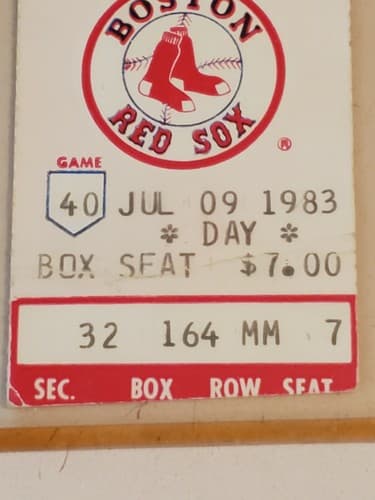 BOSTON
RED SOX
®
GAME
40 JUL 09 1983
* DAY *
BOX SEAT $7.00
32 164 MM 7
SEC. BOX ROW SEAT